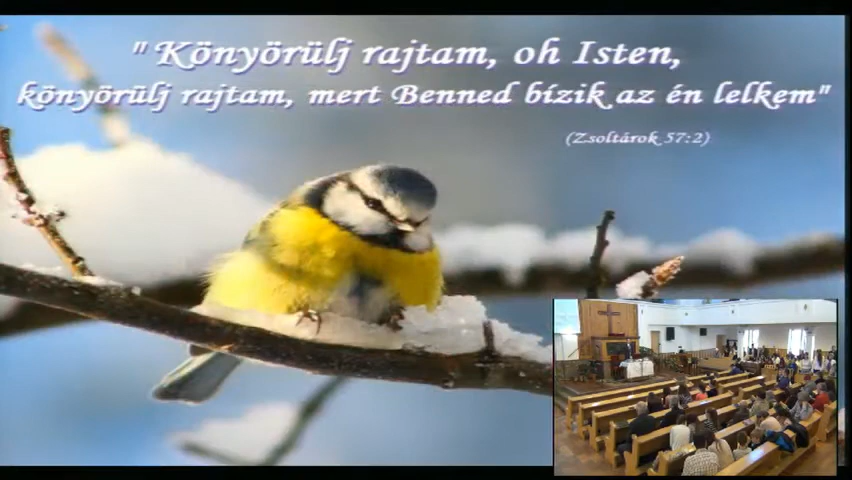 " Könyörülj rajtam, oh Isten,
könyörülj rajtam, mert Benned bízik az én lelkem"
(Zsoltárok 57:2)